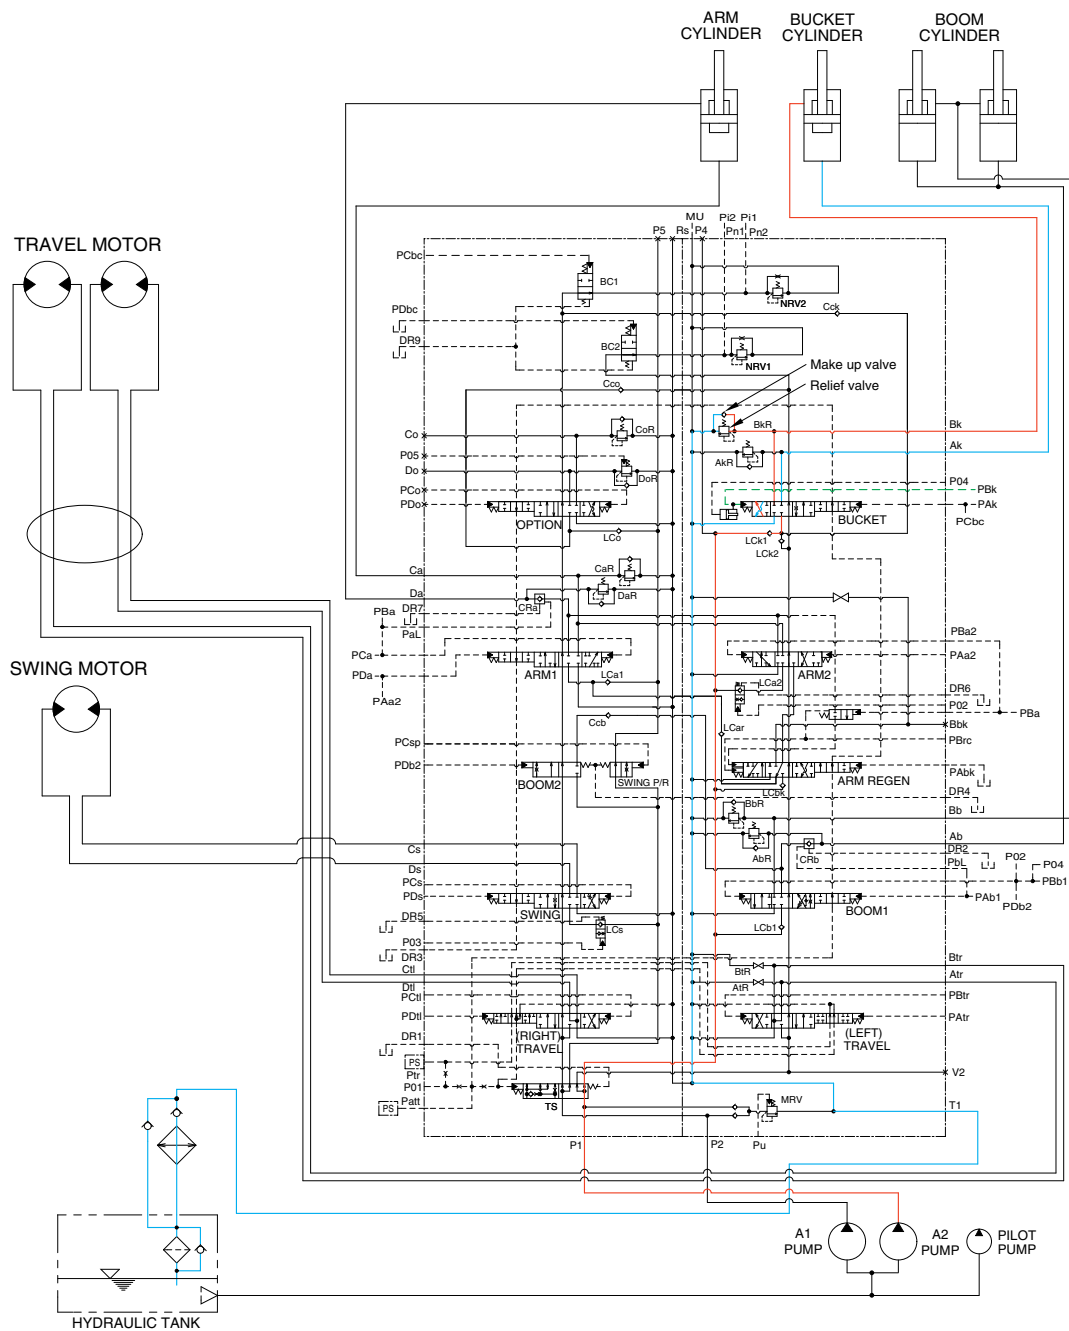 ARM
CYLINDER
BUCKET
CYLINDER
BOOM
CYLINDER
TRAVEL MOTOR
MU
Pi2
Pi1
P5
Rs
P4
Pn1
Pn2
PCbc
BC1
NRV2
PDbc
Cck
DR9
BC2
NRV1
Make up valve
Cco
Relief valve
Co
CoR
BkR
Bk
P05
Ak
Do
DoR
AkR
PCo
P04
PBk
PDo
PAk
OPTION
BUCKET
PCbc
LCo
LCk1
LCk2
Ca
CaR
Da
DaR
PBa
DR7
CRa
PaL
PBa2
PCa
PAa2
SWING MOTOR
PDa
ARM1
ARM2
PAa2
LCa1
LCa2
DR6
P02
PBa
Ccb
LCar
Bbk
PCsp
PBrc
PDb2
PAbk
BOOM2
SWING P/R
ARM REGEN
LCbk
DR4
BbR
Bb
Ab
Cs
AbR
CRb
DR2
Ds
PbL
P02
P04
PCs
PBb1
PDs
PAb1
PDb2
SWING
BOOM1
DR5
LCs
LCb1
P03
DR3
Btr
Ctl
BtR
Atr
Dtl
AtR
PCtl
PBtr
PDtl
PAtr
(RIGHT)
TRAVEL
(LEFT)
TRAVEL
DR1
PS
Ptr
P01
V2
Patt
PS
TS
MRV
T1
P1
P2
Pu
A1
PUMP
A2
PUMP
PILOT
PUMP
HYDRAULIC TANK